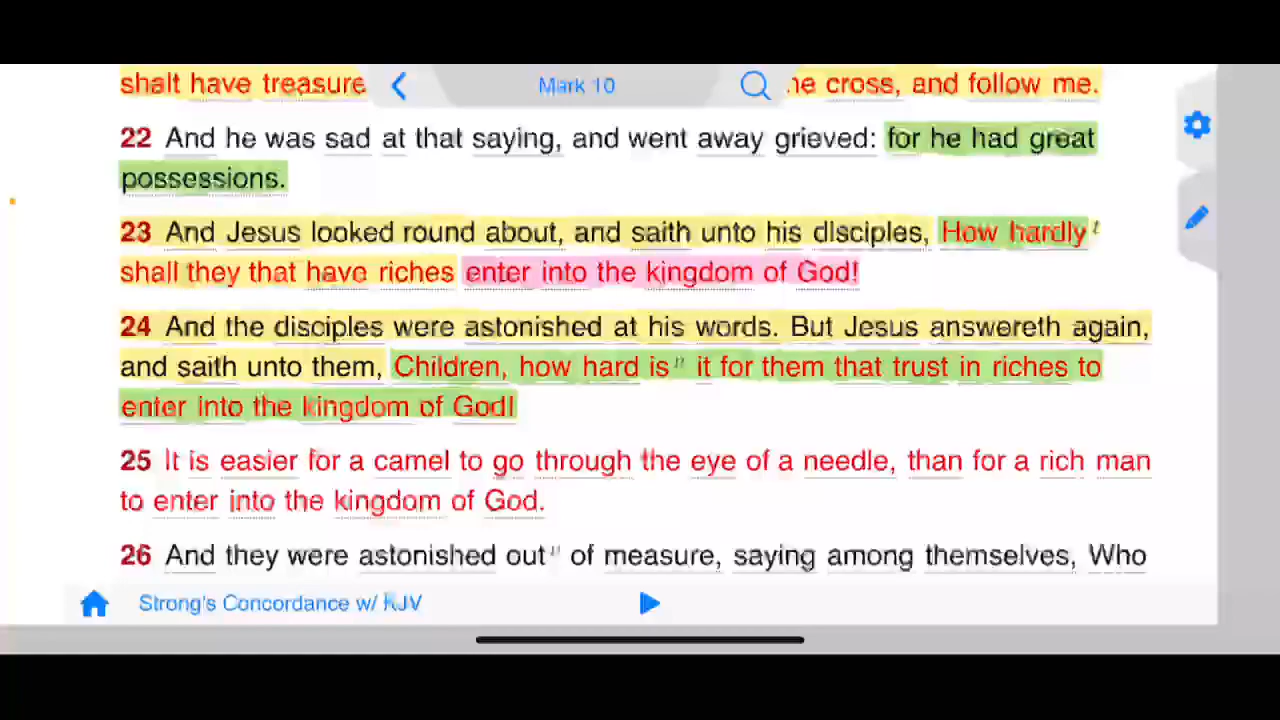 shalt have treasure
Mark 10
he cross, and follow me.
22 And he was sad at that saying, and went away grieved: for he had great
possessions.
23 And Jesus looked round about, and saith unto his disciples, How hardly
shall they that have riches enter into the kingdom of God!
24 And the disciples were astonished at his words. But Jesus answereth again,
and saith unto them, Children, how hard is it for them that trust in riches to
enter into the kingdom of God!
25 It is easier for a camel to go through the eye of a needle, than for a rich man
to enter into the kingdom of God.
26 And they were astonished out of measure, saying among themselves, Who
Strong's Concordance w/ KJV